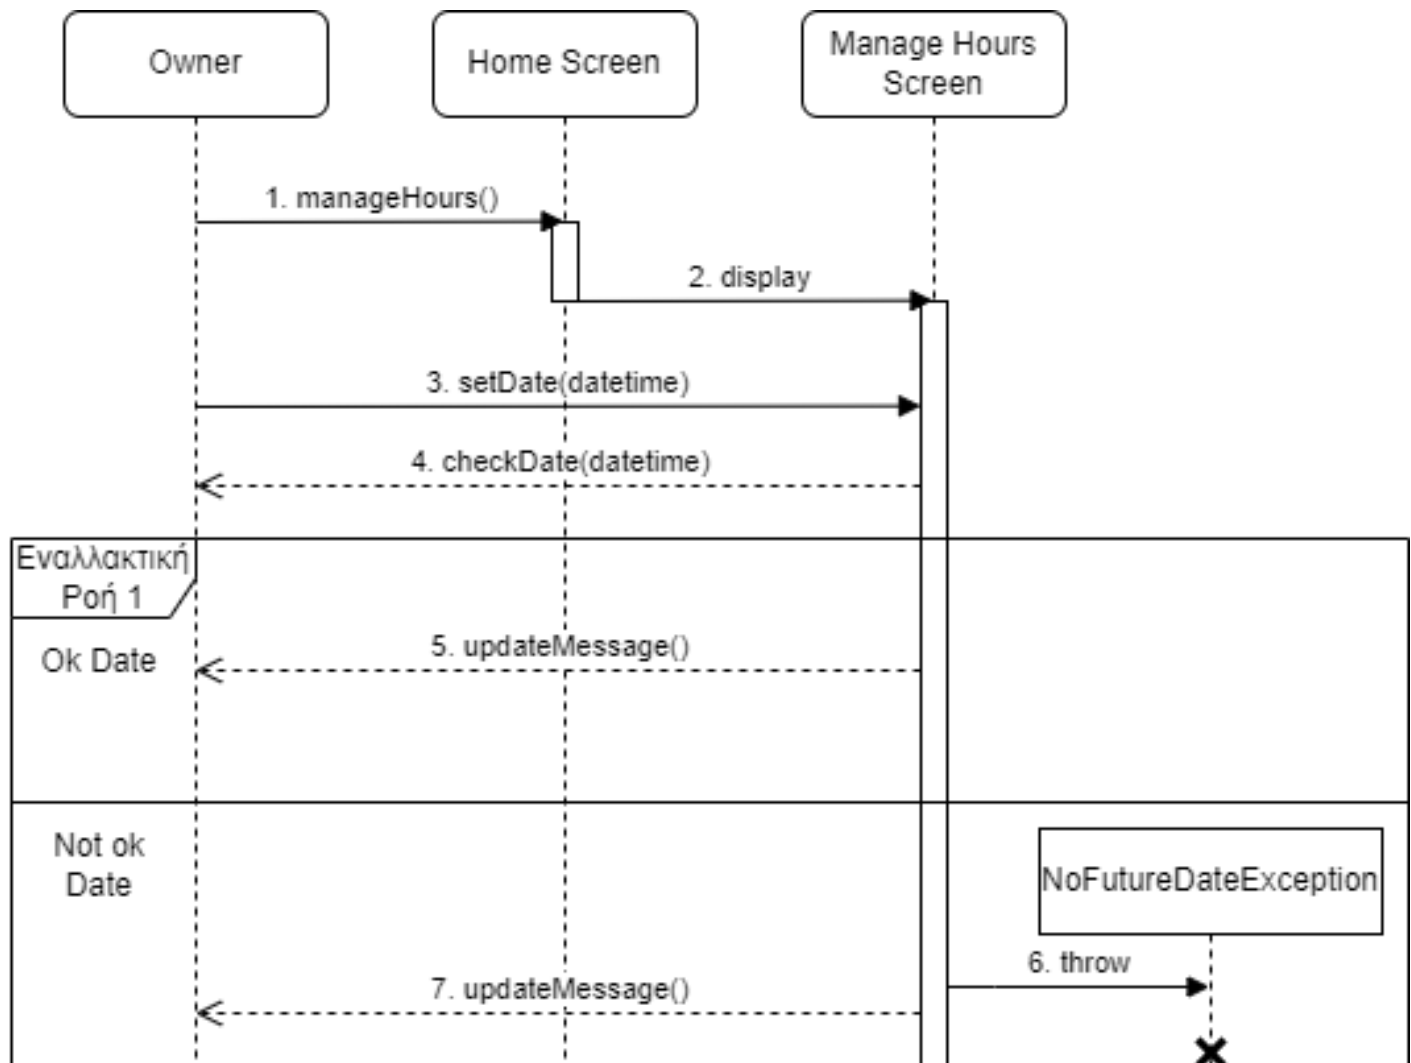 Owner
Home Screen
Manage Hours
Screen
1. manageHours()
2. display
3. setDate(datetime)
4. checkDate(datetime)
Εναλλακτική
Ροή 1
Ok Date
5. updateMessage()
Not ok
Date
NoFutureDateException
6. throw
7. updateMessage()